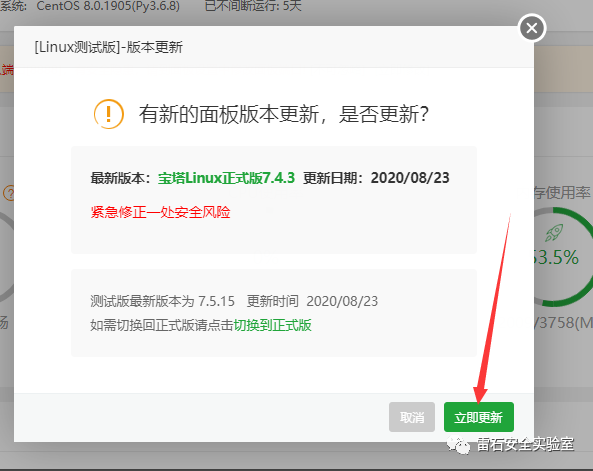 系统: CentOS 8.0.1905(Py3.6.8) 已不间断运行: 5天
[Linux测试版]-版本更新
有新的面板版本更新，是否更新？
最新版本：宝塔Linux正式版7.4.3 更新日期：2020/08/23
紧急修正一处安全风险
端
存使用率
53.5%
测试版最新版本为 7.5.15 更新时间 2020/08/23
如需切换回正式版请点击切换到正式版
/3758(M
取消
立即更新
雷石安全实验室